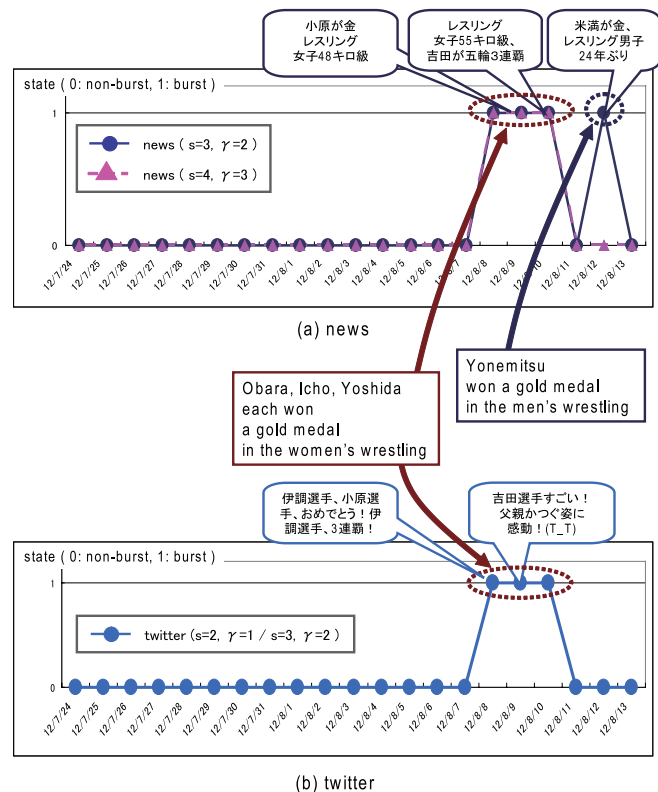 小原が金
レスリング
女子48キロ級
レスリング
女子55キロ級、
吉田が五輪3連覇
米満が金、
レスリング男子
24年ぶり
state ( 0: non-burst, 1: burst )
1
news ( s=3, γ=2 )
news ( s=4, γ=3 )
0
12/7/24
12/7/25
12/7/26
12/7/27
12/7/28
12/7/29
12/7/30
12/7/31
12/8/1
12/8/2
12/8/3
12/8/4
12/8/5
12/8/6
12/8/7
12/8/8
12/8/9
12/8/10
12/8/11
12/8/12
12/8/13
(a) news
Obara, Icho, Yoshida
each won
a gold medal
in the women's wrestling
Yonemitsu
won a gold medal
in the men's wrestling
伊調選手、小原選
手、おめでとう！伊
調選手、3連覇！
吉田選手すごい！
父親かつぐ姿に
感動！(T_T)
state ( 0: non-burst, 1: burst )
1
twitter (s=2, γ=1 / s=3, γ=2 )
0
12/7/24
12/7/25
12/7/26
12/7/27
12/7/28
12/7/29
12/7/30
12/7/31
12/8/1
12/8/2
12/8/3
12/8/4
12/8/5
12/8/6
12/8/7
12/8/8
12/8/9
12/8/10
12/8/11
12/8/12
12/8/13
(b) twitter